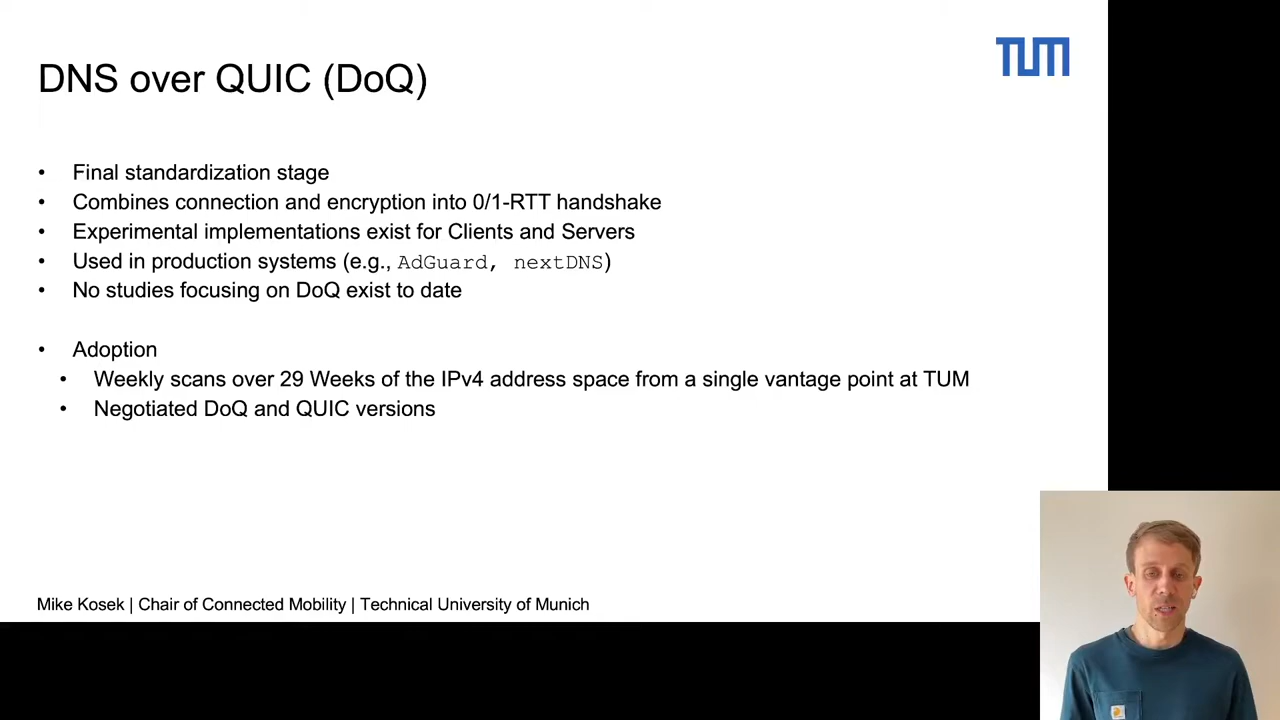 DNS over QUIC (DoQ)
TUM
• Final standardization stage
• Combines connection and encryption into 0/1-RTT handshake
• Experimental implementations exist for Clients and Servers
• Used in production systems (e.g., AdGuard, nextDNS)
• No studies focusing on DoQ exist to date
• Adoption
• Weekly scans over 29 Weeks of the IPv4 address space from a single vantage point at TUM
• Negotiated DoQ and QUIC versions
Mike Kosek | Chair of Connected Mobility | Technical University of Munich